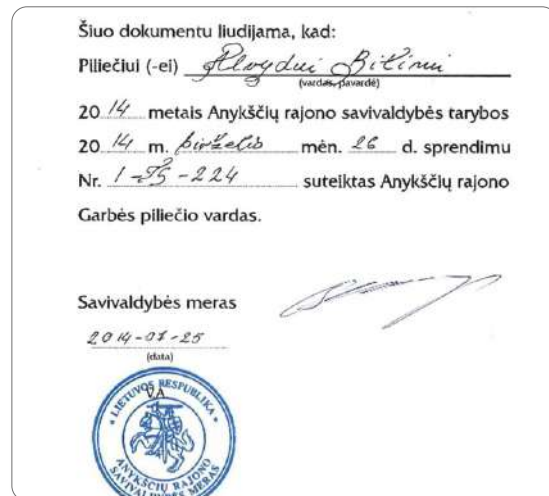 Šiuo dokumentu liudijama, kad:
Piliečiui (-ei) Alvydui Bitinui
(vardas, pavardė)
20 14 metais Anykščių rajono savivaldybės tarybos
20 14 m. birželio mėn. 26 d. sprendimu
Nr. 1-TS-224 suteiktas Anykščių rajono
Garbės piliečio vardas.
Savivaldybės meras
2014-07-25
(data)
VA
LIETUVOS RESPUBLIKA
ANYKŠČIŲ RAJONO
SAVIVALDYBĖS MERAS